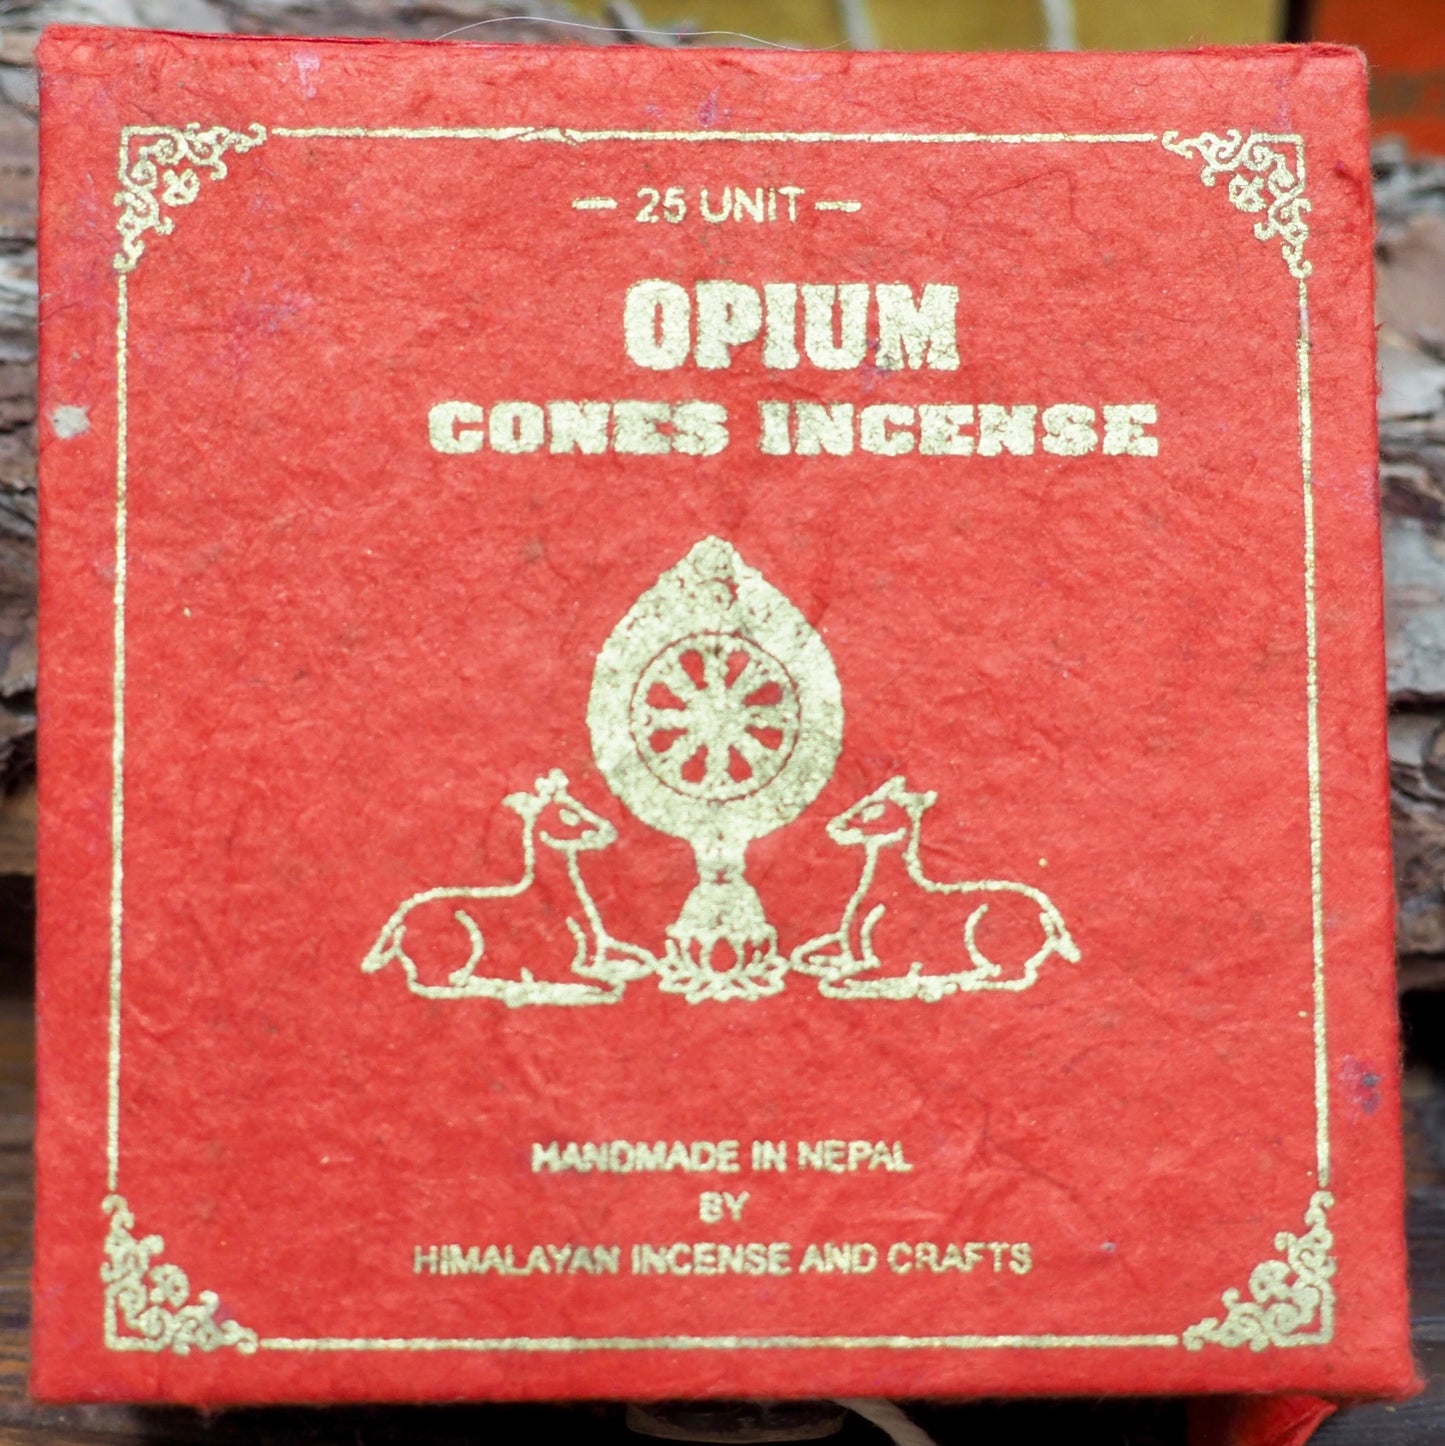 — 25 UNIT —
OPIUM
CONES INCENSE
HANDMADE IN NEPAL
BY
HIMALAYAN INCENSE AND CRAFTS